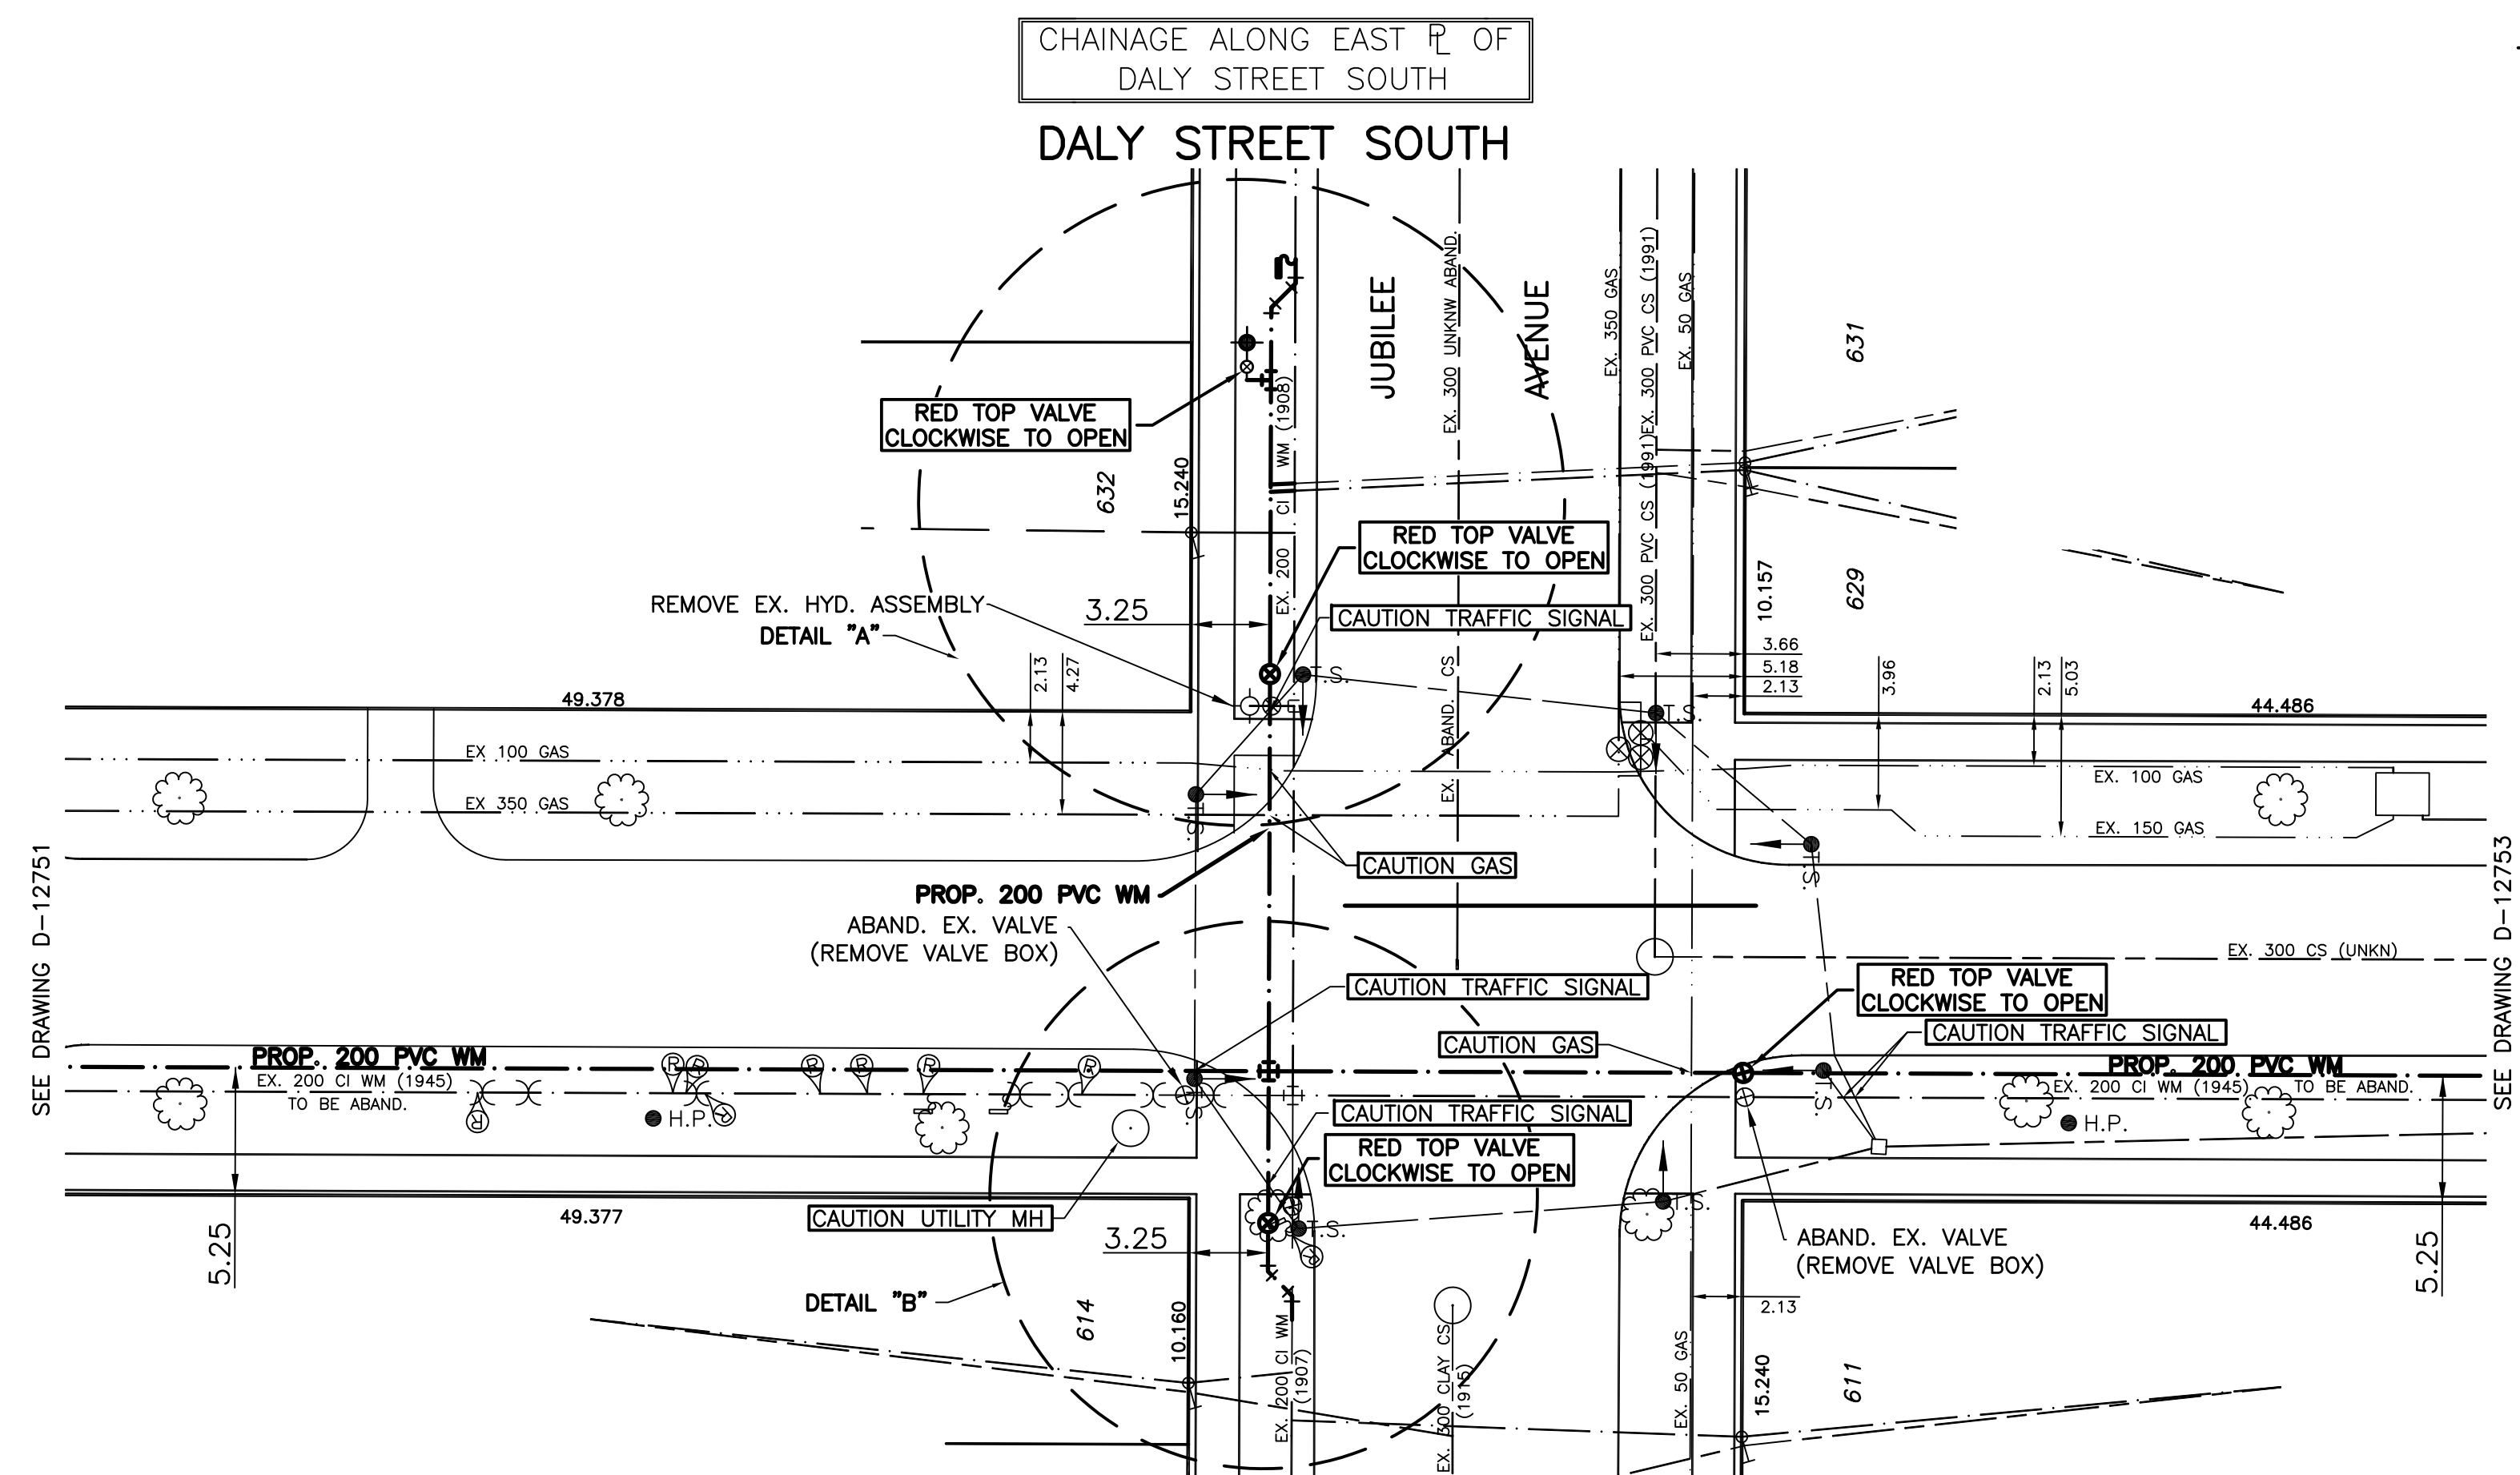 CHAINAGE ALONG EAST ⅊ OF
DALY STREET SOUTH
DALY STREET SOUTH
JUBILEE
AVENUE
EX. 300 UNKNW ABAND.
EX. 350 GAS
EX. 300 PVC CS (1991)
EX. 50 GAS
631
RED TOP VALVE
CLOCKWISE TO OPEN
EX. 200 CI WM (1908)
632
15.240
EX. 300 PVC CS (1991)
RED TOP VALVE
CLOCKWISE TO OPEN
10.157
629
REMOVE EX. HYD. ASSEMBLY
DETAIL "A"
3.25
CAUTION TRAFFIC SIGNAL
3.66
5.18
2.13
2.13
4.27
3.96
2.13
5.03
T.S.
T.S.
EX. ABAND. CS
49.378
44.486
EX 100 GAS
EX 350 GAS
EX. 100 GAS
EX. 150 GAS
T.S.
T.S.
SEE DRAWING D-12751
SEE DRAWING D-12753
CAUTION GAS
PROP. 200 PVC WM
ABAND. EX. VALVE
(REMOVE VALVE BOX)
EX. 300 CS (UNKN)
CAUTION TRAFFIC SIGNAL
RED TOP VALVE
CLOCKWISE TO OPEN
CAUTION TRAFFIC SIGNAL
CAUTION GAS
PROP. 200 PVC WM
EX. 200 CI WM (1945)
TO BE ABAND.
R
R
R
R
R
R
R
R
H.P.
T.S.
PROP. 200 PVC WM
EX. 200 CI WM (1945)
TO BE ABAND.
T.S.
H.P.
CAUTION TRAFFIC SIGNAL
RED TOP VALVE
CLOCKWISE TO OPEN
CAUTION UTILITY MH
49.377
44.486
T.S.
T.S.
R
3.25
5.25
5.25
ABAND. EX. VALVE
(REMOVE VALVE BOX)
DETAIL "B"
2.13
614
10.160
EX. 200 CI WM
(1907)
EX. 300 CLAY CS
(1915)
EX. 50 GAS
15.240
611